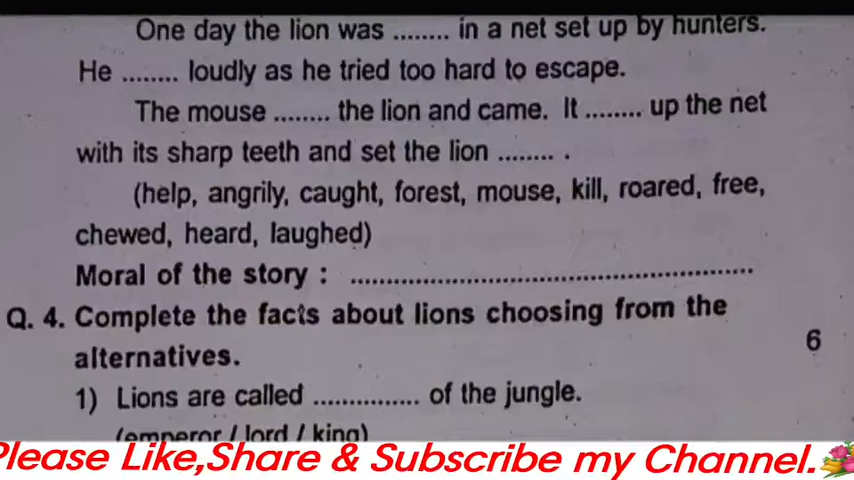 One day the lion was ........ in a net set up by hunters.
He ........ loudly as he tried too hard to escape.
The mouse ........ the lion and came. It ........ up the net
with its sharp teeth and set the lion ........ .
(help, angrily, caught, forest, mouse, kill, roared, free,
chewed, heard, laughed)
Moral of the story : ..........................................................
Q. 4. Complete the facts about lions choosing from the
alternatives. 6
1) Lions are called ............... of the jungle.
(emperor / lord / king)
Please Like,Share & Subscribe my Channel.💐